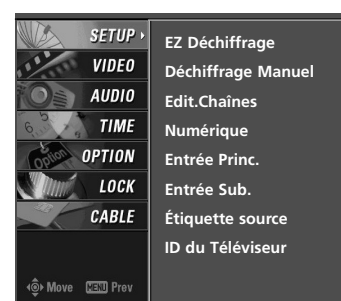 SETUP
VIDEO
AUDIO
TIME
OPTION
LOCK
CABLE
Move MENU Prev
EZ Déchiffrage
Déchiffrage Manuel
Edit.Chaînes
Numérique
Entrée Princ.
Entrée Sub.
Étiquette source
ID du Téléviseur